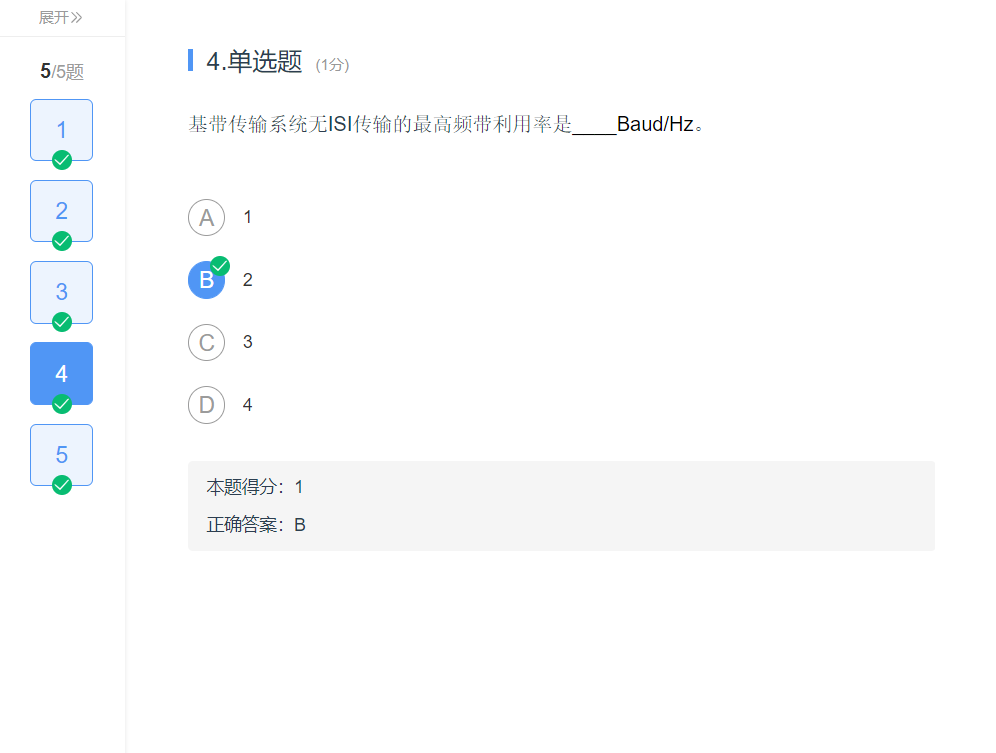 展开>>
5/5题
1
2
3
4
5
4.单选题 (1分)
基带传输系统无ISI传输的最高频带利用率是____Baud/Hz。
A 1
B 2
C 3
D 4
本题得分：1
正确答案：B